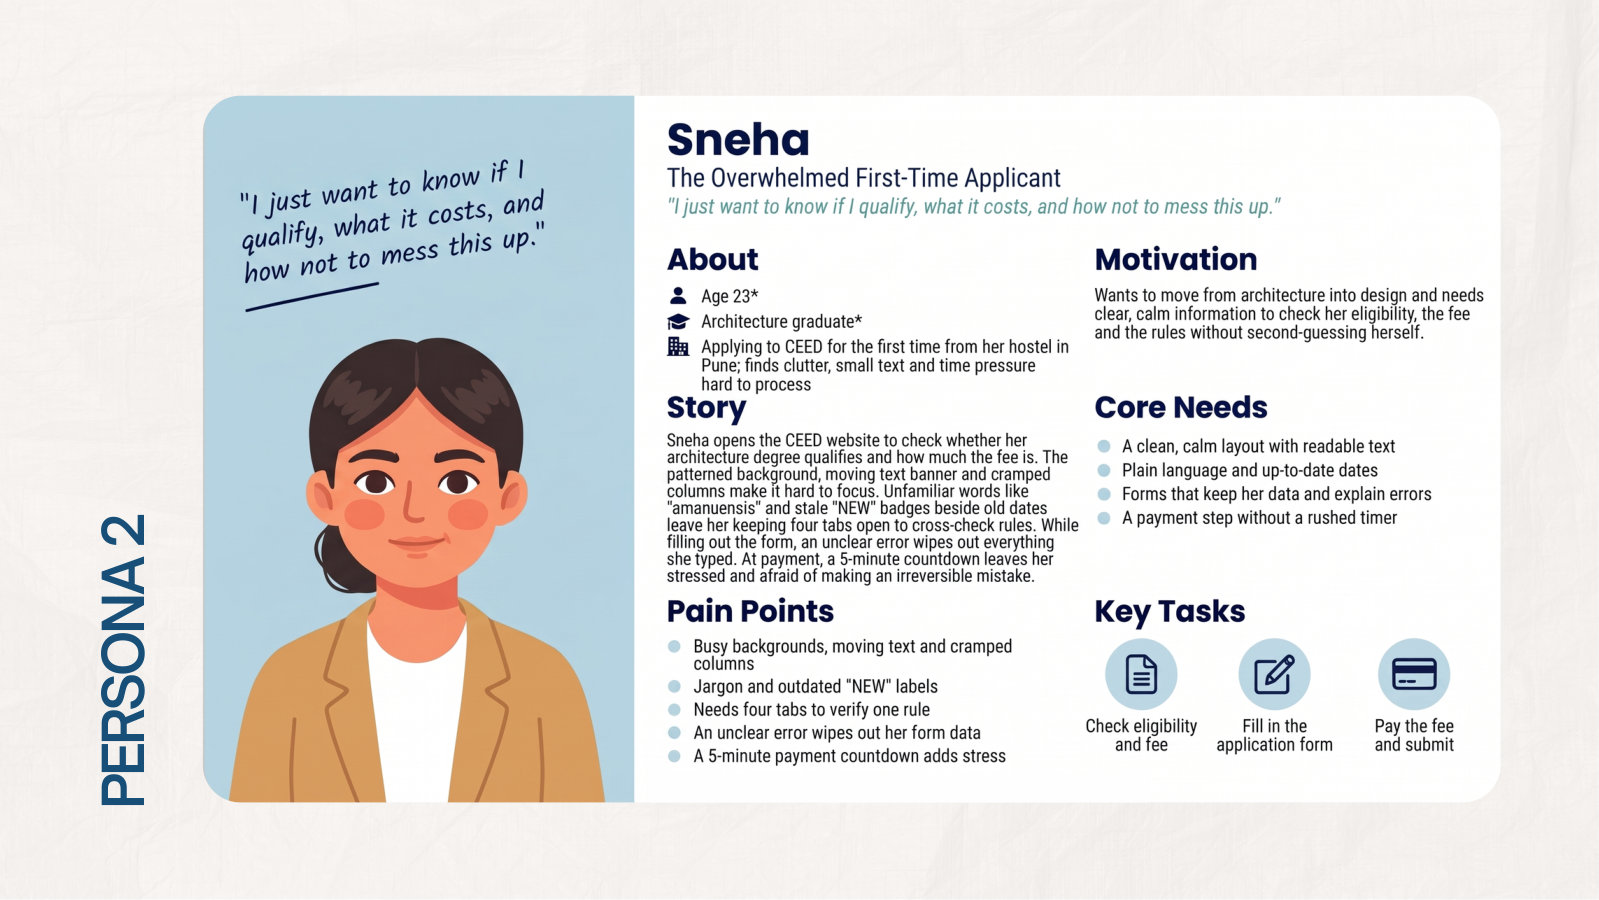 PERSONA 2
"I just want to know if I
qualify, what it costs, and
how not to mess this up."
Sneha
The Overwhelmed First-Time Applicant
"I just want to know if I qualify, what it costs, and how not to mess this up."
About
Age 23*
Architecture graduate*
Applying to CEED for the first time from her hostel in
Pune; finds clutter, small text and time pressure
hard to process
Motivation
Wants to move from architecture into design and needs
clear, calm information to check her eligibility, the fee
and the rules without second-guessing herself.
Story
Sneha opens the CEED website to check whether her
architecture degree qualifies and how much the fee is. The
patterned background, moving text banner and cramped
columns make it hard to focus. Unfamiliar words like
"amanuensis" and stale "NEW" badges beside old dates
leave her keeping four tabs open to cross-check rules. While
filling out the form, an unclear error wipes out everything
she typed. At payment, a 5-minute countdown leaves her
stressed and afraid of making an irreversible mistake.
Core Needs
A clean, calm layout with readable text
Plain language and up-to-date dates
Forms that keep her data and explain errors
A payment step without a rushed timer
Pain Points
Busy backgrounds, moving text and cramped
columns
Jargon and outdated "NEW" labels
Needs four tabs to verify one rule
An unclear error wipes out her form data
A 5-minute payment countdown adds stress
Key Tasks
Check eligibility
and fee
Fill in the
application form
Pay the fee
and submit